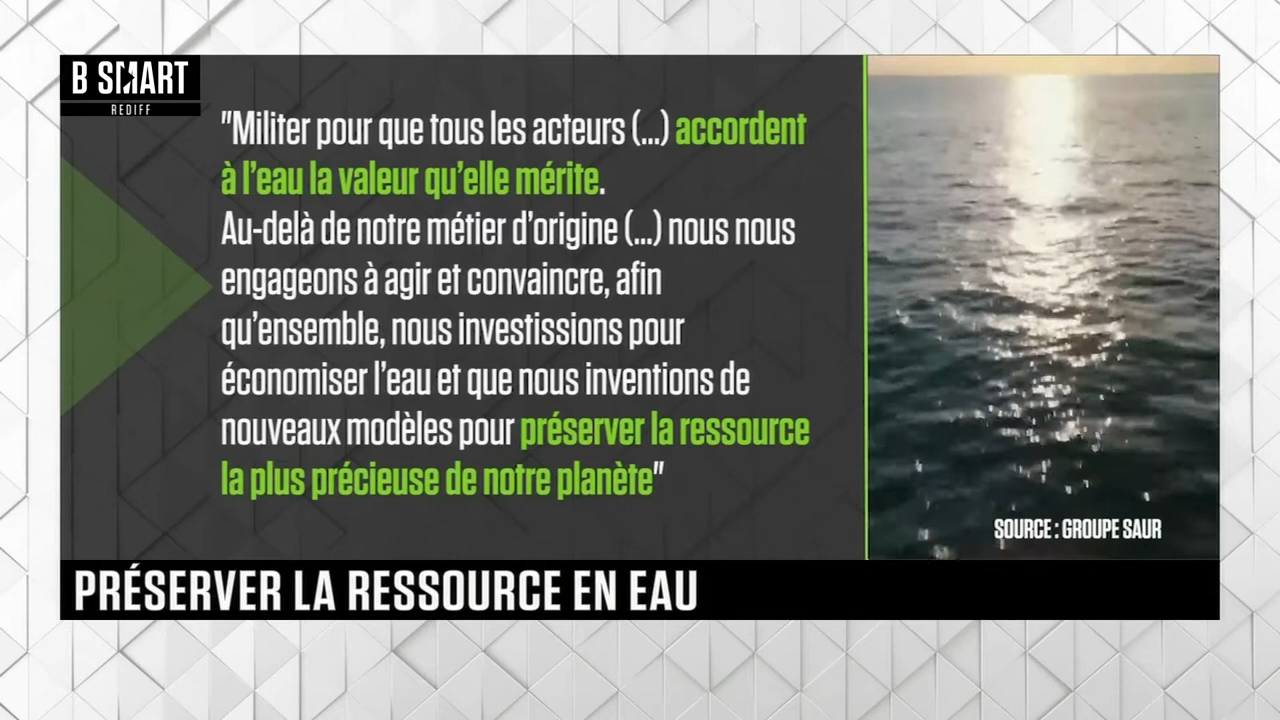 B SMART
REDIFF
"Militer pour que tous les acteurs (...) accordent
à l'eau la valeur qu'elle mérite.
Au-delà de notre métier d'origine (...) nous nous
engageons à agir et convaincre, afin
qu'ensemble, nous investissions pour
économiser l'eau et que nous inventions de
nouveaux modèles pour préserver la ressource
la plus précieuse de notre planète"
SOURCE : GROUPE SAUR
PRÉSERVER LA RESSOURCE EN EAU